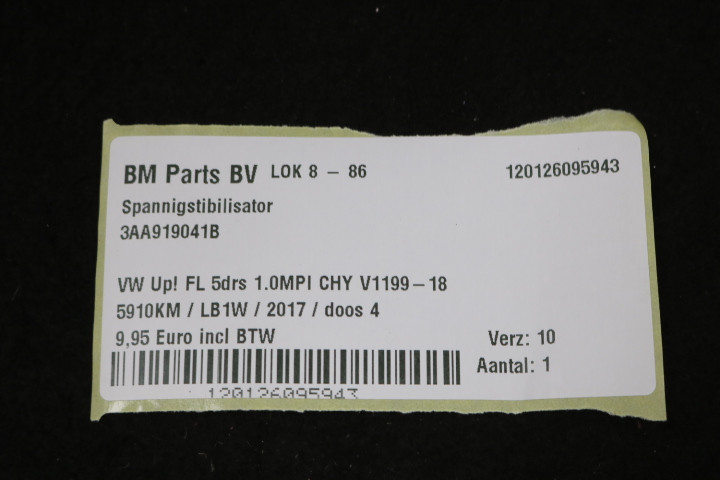 BM Parts BV LOK 8 - 86 120126095943
Spannigstibilisator
3AA919041B
VW Up! FL 5drs 1.0MPI CHY V1199-18
5910KM / LB1W / 2017 / doos 4
9,95 Euro incl BTW Verz: 10
Aantal: 1
120126095943